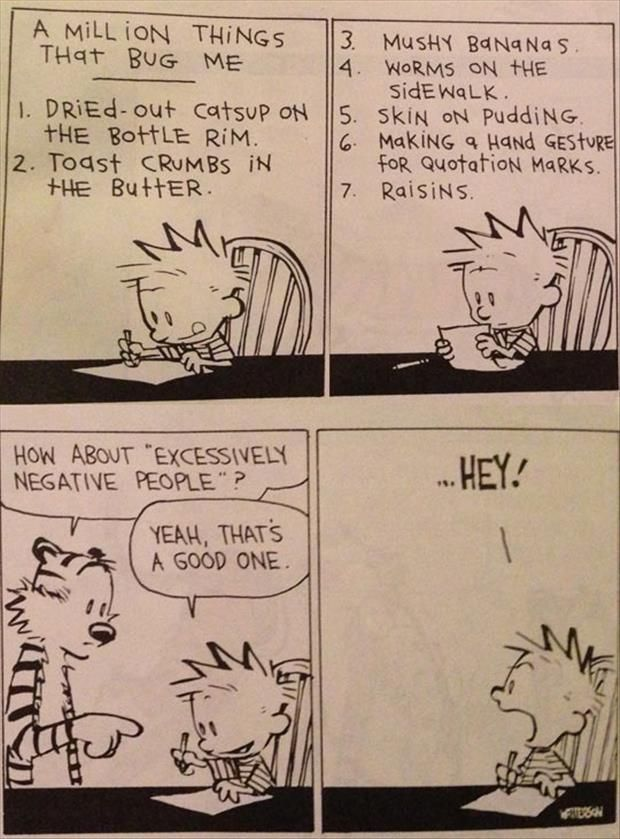 A MiLLiON THiNGS
THat BUG ME
1. DRiEd-Out CatSUP ON
tHE BOttLE RiM.
2. Toast CRUMBS iN
tHE BUttER.
3. MUSHY BaNaNaS.
4. WORMS ON tHE
SidEWaLK.
5. SKiN ON PUddiNG.
6. MaKiNG a HaNd GEStURE
fOR QUOtatiON MaRKS.
7. RaiSiNS.
HOW ABOUT "EXCESSIVELY
NEGATIVE PEOPLE"?
YEAH, THAT'S
A GOOD ONE.
...HEY!
WATTERSON